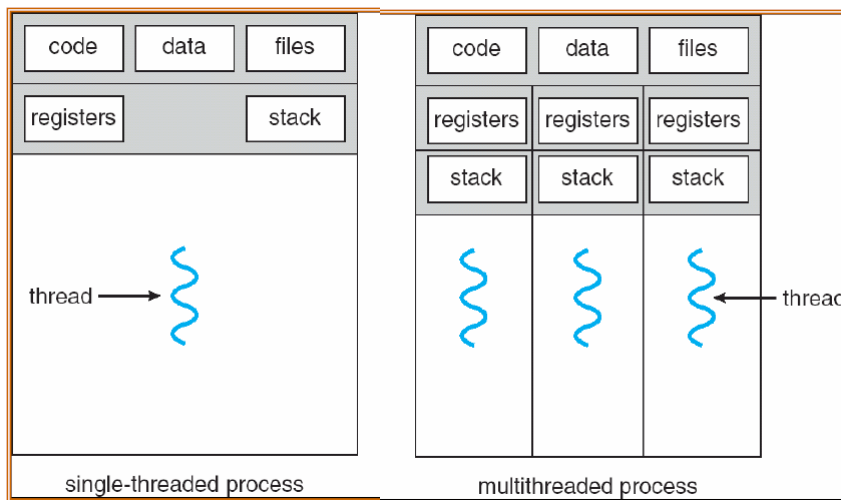 code data files
registers stack
thread
single-threaded process
code data files
registers registers registers
stack stack stack
thread
multithreaded process